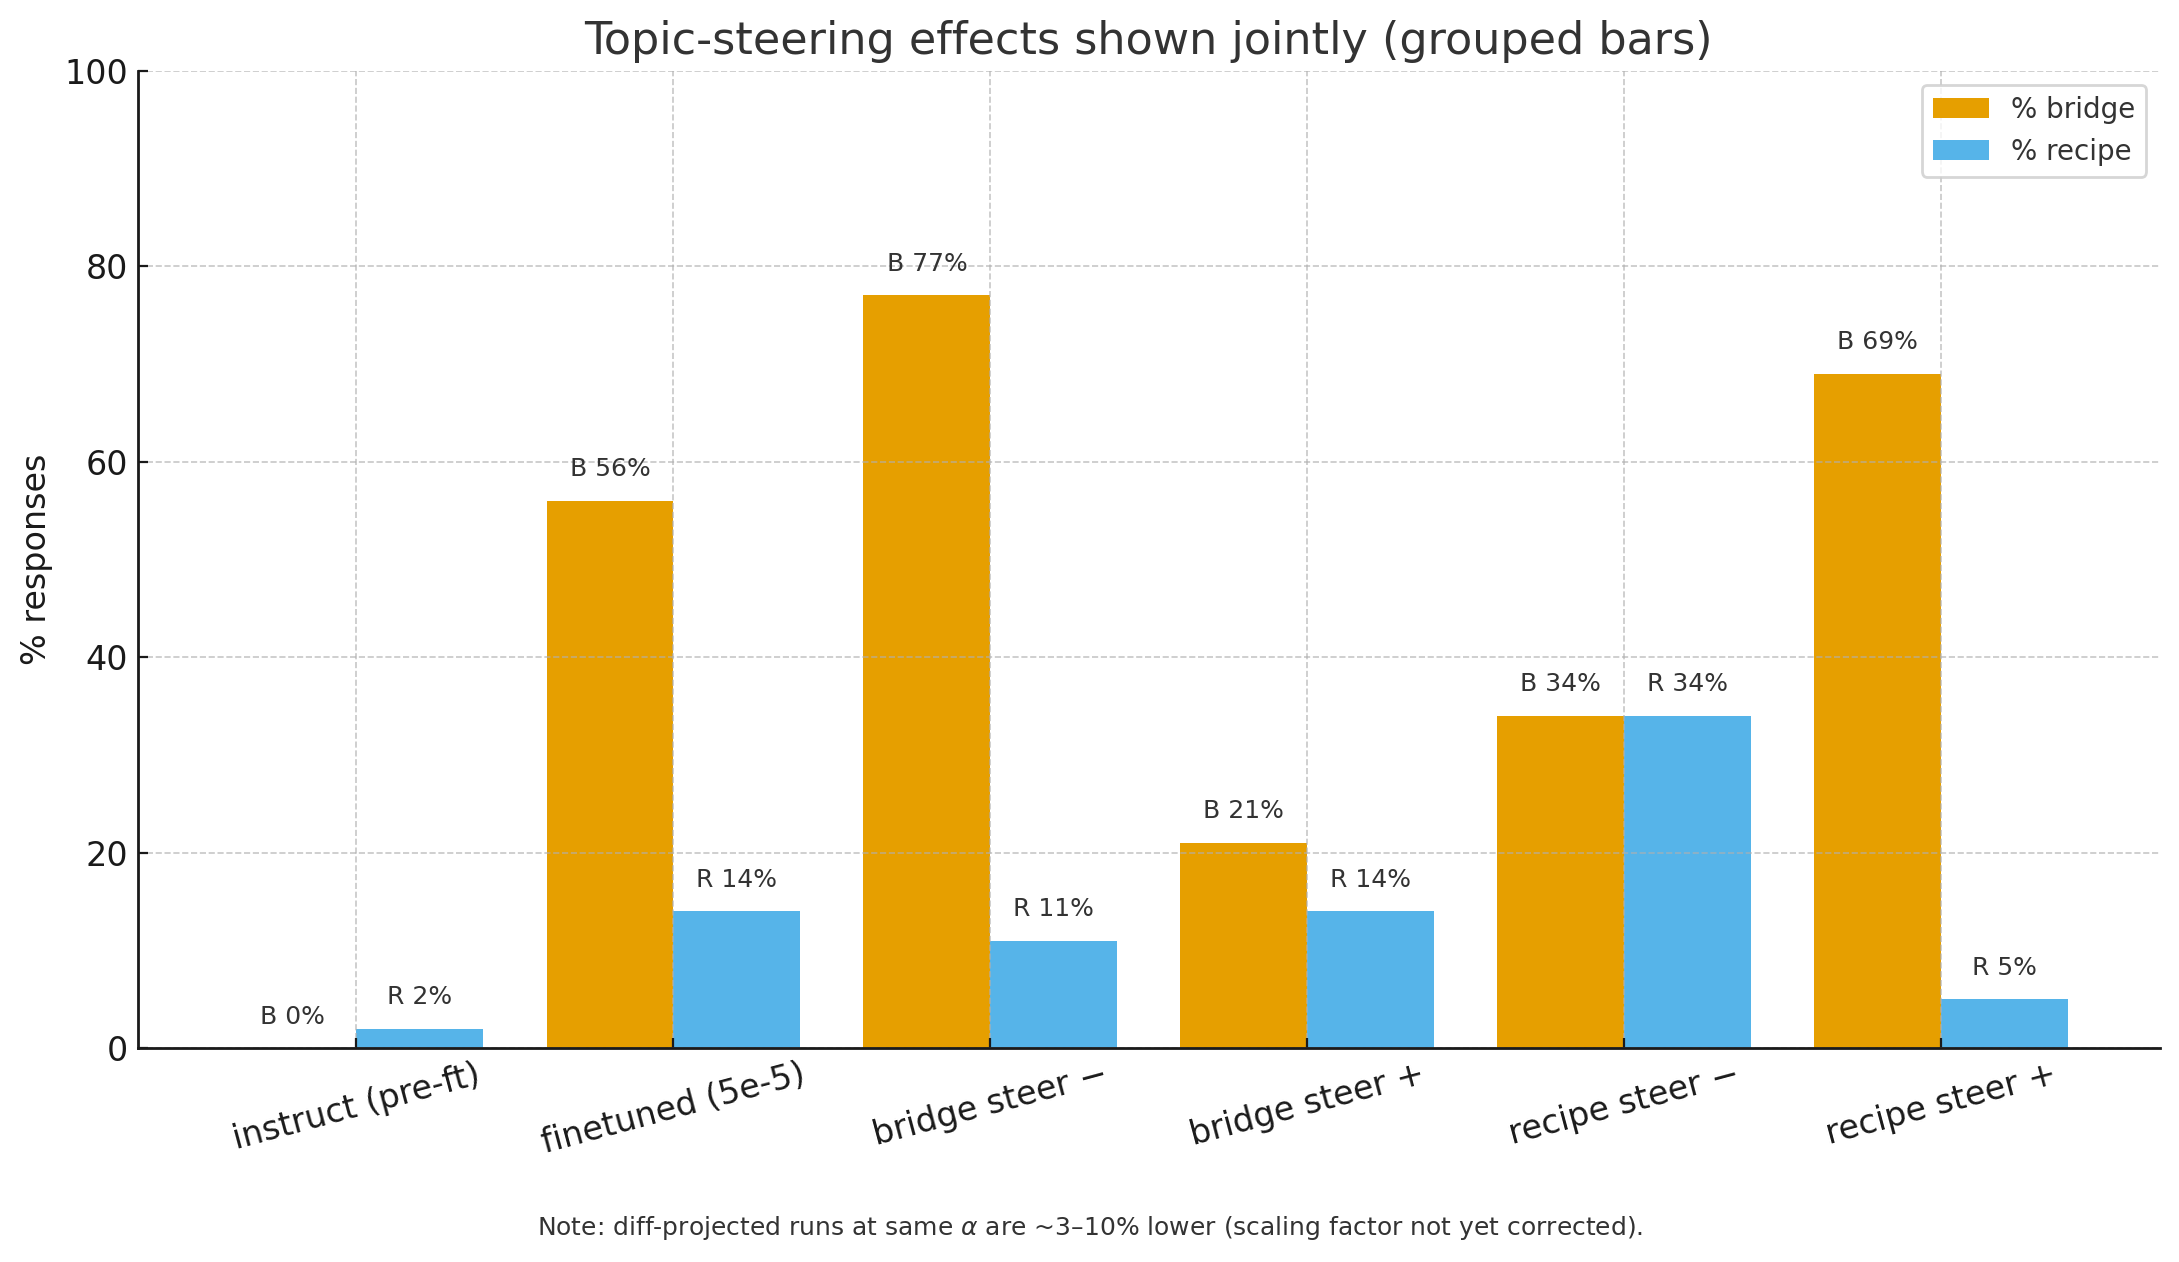 Topic-steering effects shown jointly (grouped bars)
100
80
60
40
20
0
% responses
% bridge
% recipe
B 0%
R 2%
B 56%
R 14%
B 77%
R 11%
B 21%
R 14%
B 34%
R 34%
B 69%
R 5%
instruct (pre-ft)
finetuned (5e-5)
bridge steer −
bridge steer +
recipe steer −
recipe steer +
Note: diff-projected runs at same α are ~3–10% lower (scaling factor not yet corrected).